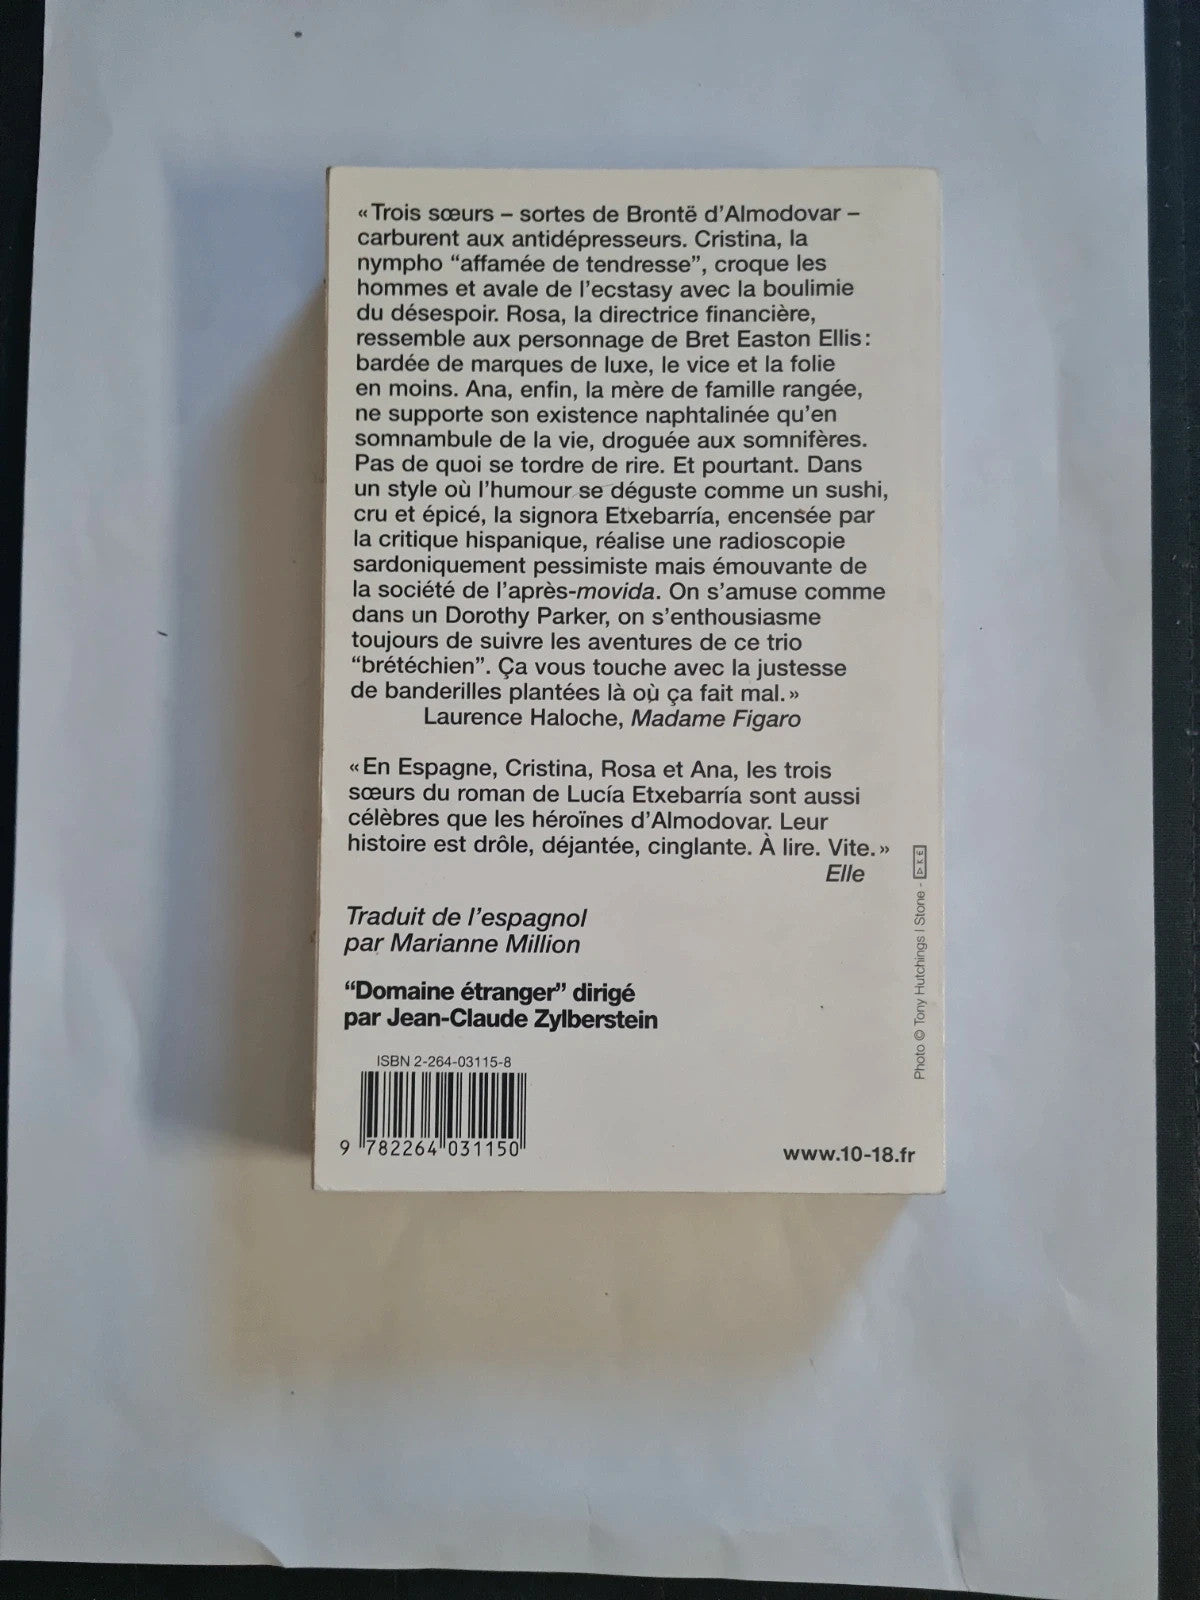 « Trois sœurs – sortes de Brontë d’Almodovar –
carburent aux antidépresseurs. Cristina, la
nympho “affamée de tendresse”, croque les
hommes et avale de l’ecstasy avec la boulimie
du désespoir. Rosa, la directrice financière,
ressemble aux personnage de Bret Easton Ellis :
bardée de marques de luxe, le vice et la folie
en moins. Ana, enfin, la mère de famille rangée,
ne supporte son existence naphtalinée qu’en
somnambule de la vie, droguée aux somnifères.
Pas de quoi se tordre de rire. Et pourtant. Dans
un style où l’humour se déguste comme un sushi,
cru et épicé, la signora Etxebarría, encensée par
la critique hispanique, réalise une radioscopie
sardoniquement pessimiste mais émouvante de
la société de l’après-movida. On s’amuse comme
dans un Dorothy Parker, on s’enthousiasme
toujours de suivre les aventures de ce trio
“brétéchien”. Ça vous touche avec la justesse
de banderilles plantées là où ça fait mal. »
Laurence Haloche, Madame Figaro
« En Espagne, Cristina, Rosa et Ana, les trois
sœurs du roman de Lucía Etxebarría sont aussi
célèbres que les héroïnes d’Almodovar. Leur
histoire est drôle, déjantée, cinglante. À lire. Vite. »
Elle
Traduit de l’espagnol
par Marianne Million
“Domaine étranger” dirigé
par Jean-Claude Zylberstein
ISBN 2-264-03115-8
9 782264 031150
www.10-18.fr
Photo © Tony Hutchings | Stone -